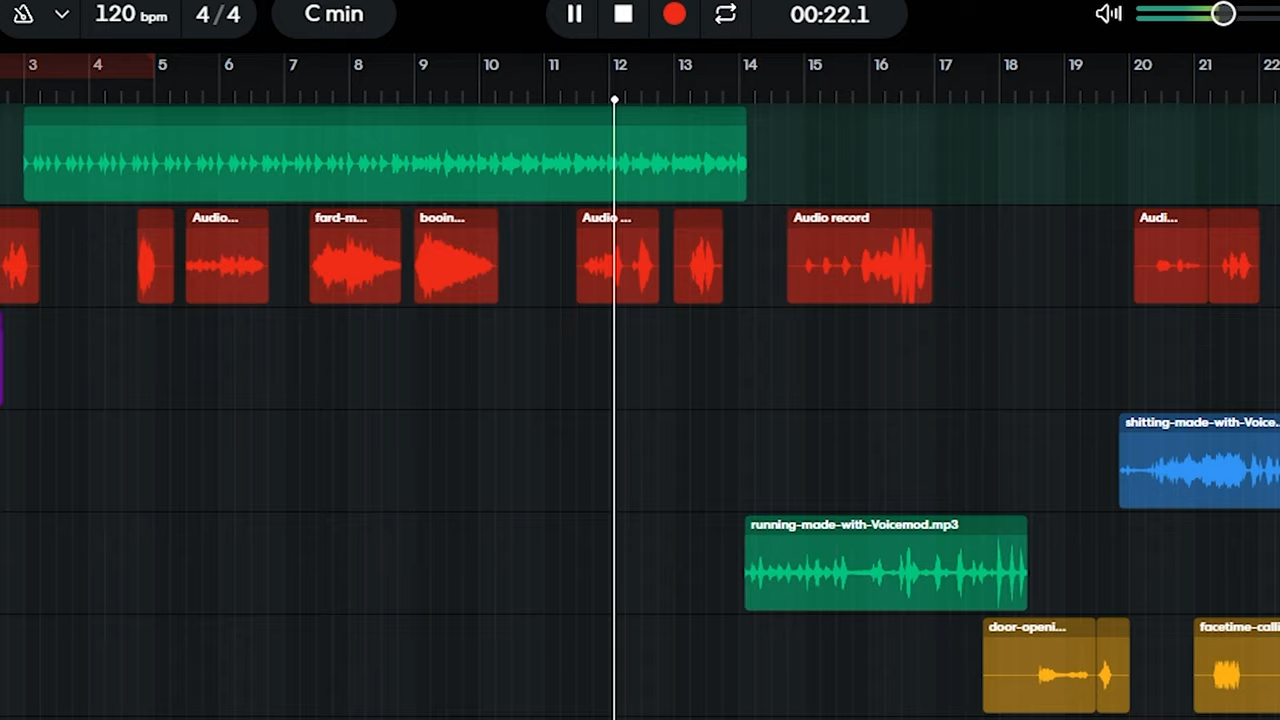 120 bpm 4 / 4 C min 00:22.1
3 4 5 6 7 8 9 10 11 12 13 14 15 16 17 18 19 20 21 22
Audio... fard-m... booin... Audio ... Audio record Audi...
shitting-made-with-Voice..
running-made-with-Voicemod.mp3
door-openi... facetime-calli